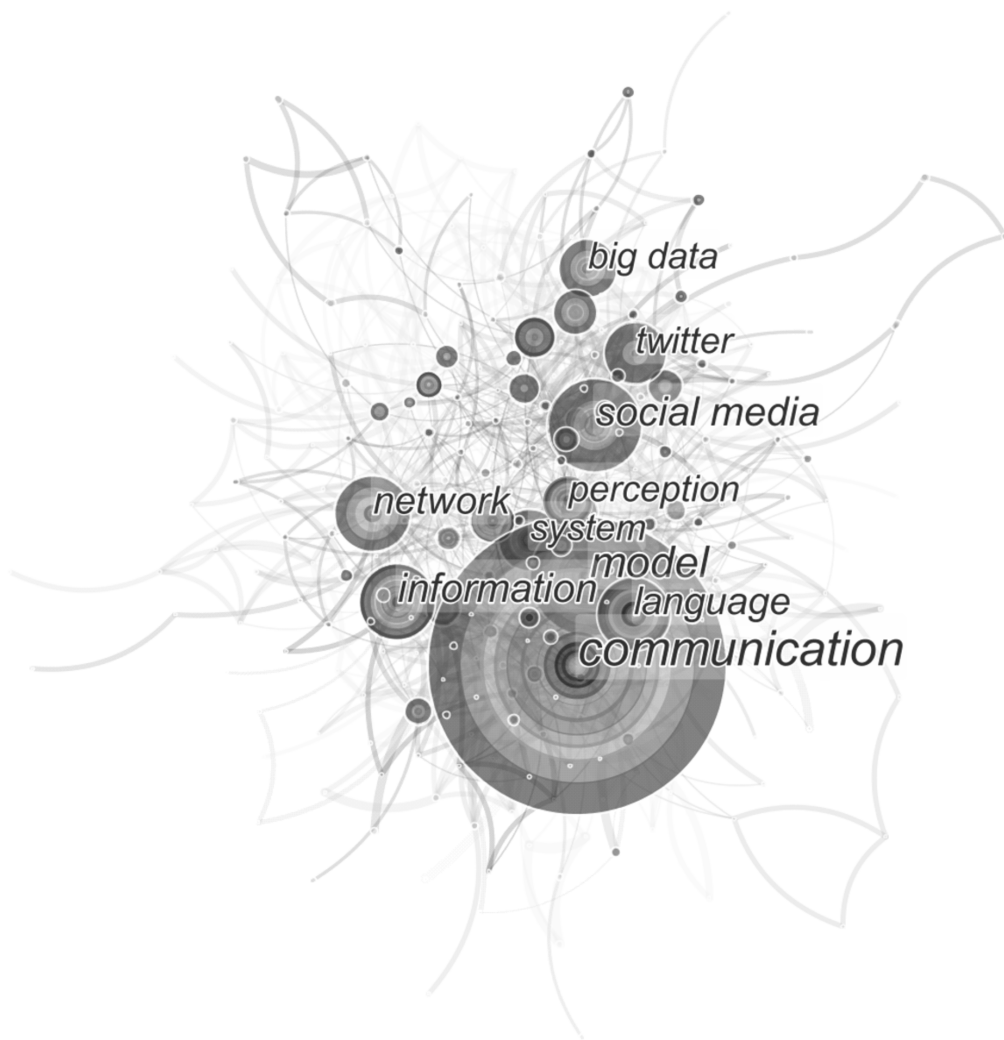 big data
twitter
social media
perception
network
system
model
information
language
communication